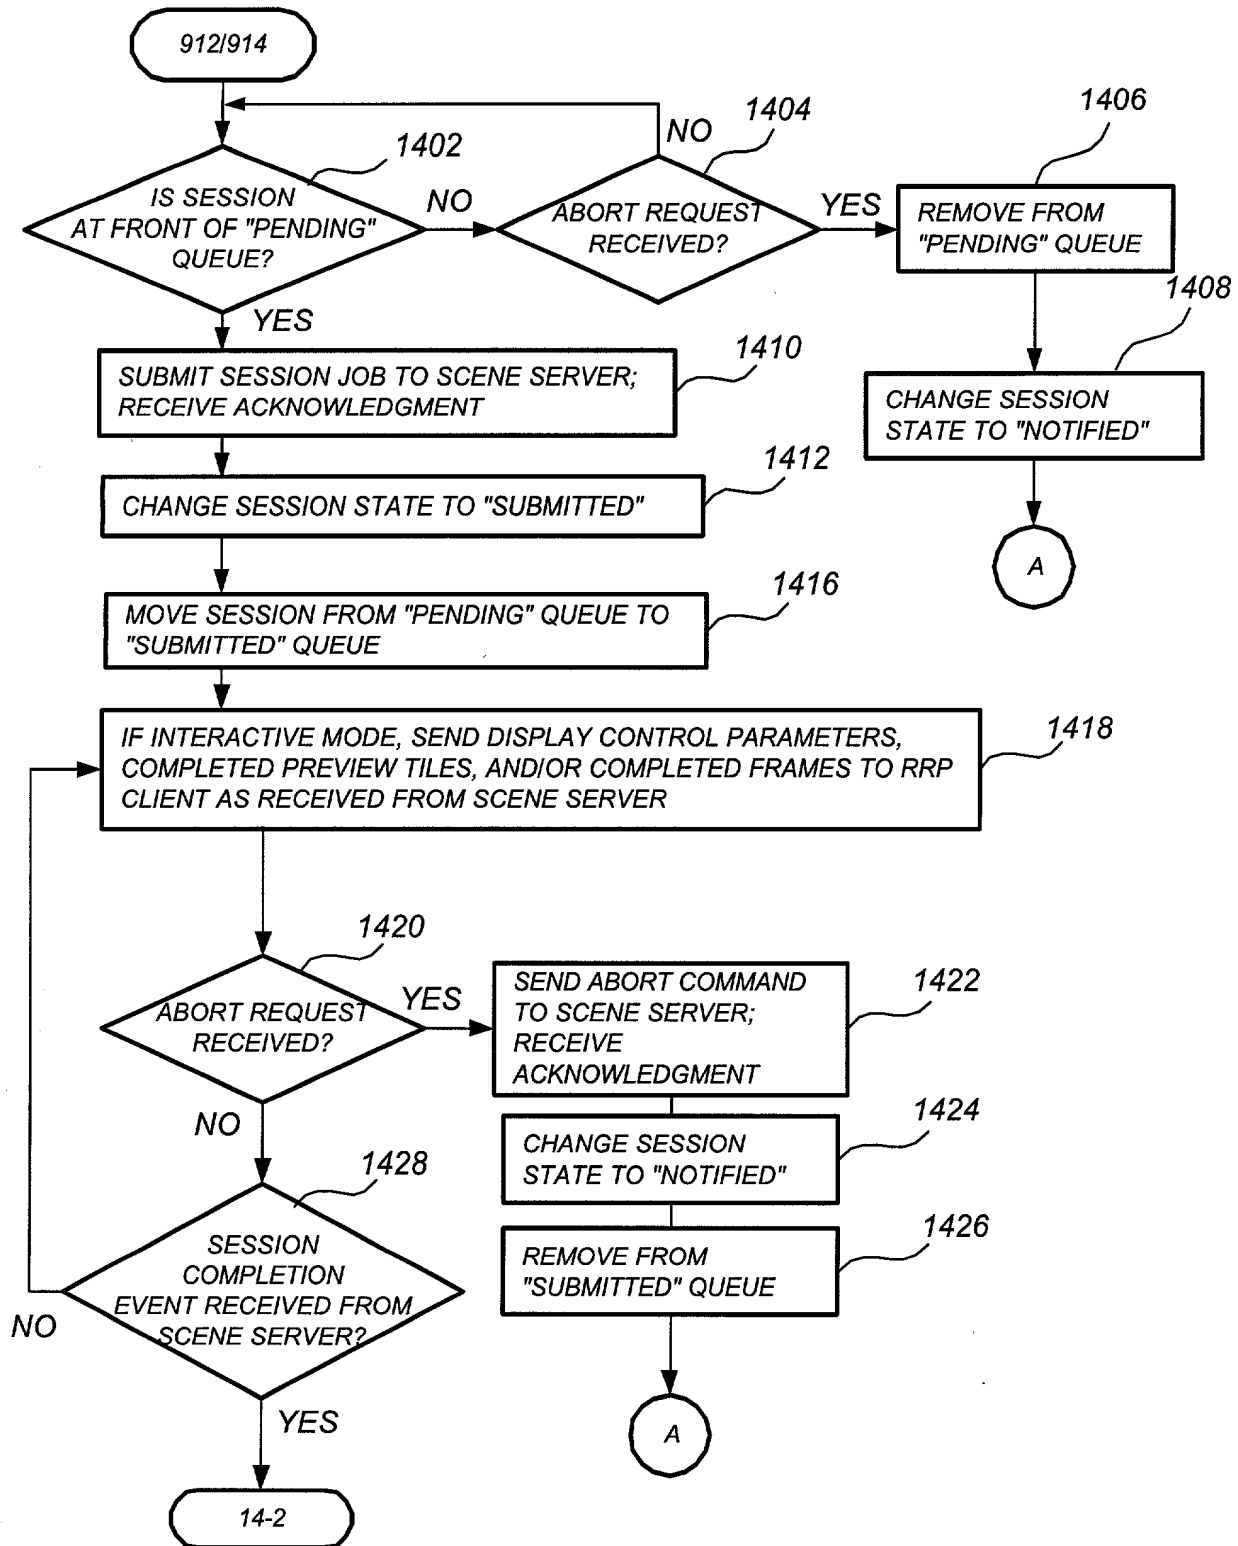 912/914
1402
IS SESSION
AT FRONT OF "PENDING"
QUEUE?
NO
1404
NO
ABORT REQUEST
RECEIVED?
YES
1406
REMOVE FROM
"PENDING" QUEUE
1408
CHANGE SESSION
STATE TO "NOTIFIED"
A
YES
1410
SUBMIT SESSION JOB TO SCENE SERVER;
RECEIVE ACKNOWLEDGMENT
1412
CHANGE SESSION STATE TO "SUBMITTED"
1416
MOVE SESSION FROM "PENDING" QUEUE TO
"SUBMITTED" QUEUE
1418
IF INTERACTIVE MODE, SEND DISPLAY CONTROL PARAMETERS,
COMPLETED PREVIEW TILES, AND/OR COMPLETED FRAMES TO RRP
CLIENT AS RECEIVED FROM SCENE SERVER
1420
ABORT REQUEST
RECEIVED?
YES
1422
SEND ABORT COMMAND
TO SCENE SERVER;
RECEIVE
ACKNOWLEDGMENT
1424
CHANGE SESSION
STATE TO "NOTIFIED"
1426
REMOVE FROM
"SUBMITTED" QUEUE
A
NO
1428
SESSION
COMPLETION
EVENT RECEIVED FROM
SCENE SERVER?
NO
YES
14-2